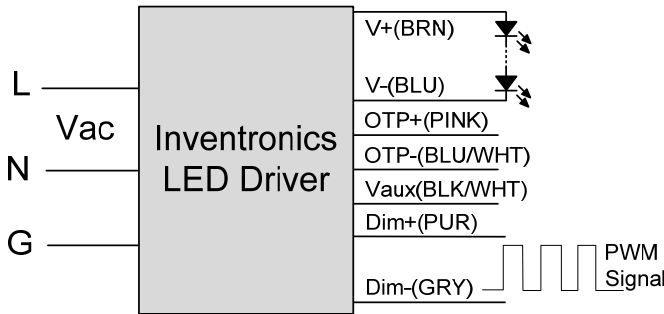 V+(BRN)
L
V-(BLU)
Vac
OTP+(PINK)
Inventronics
LED Driver
OTP-(BLU/WHT)
N
Vaux(BLK/WHT)
Dim+(PUR)
G
PWM
Signal
Dim-(GRY)